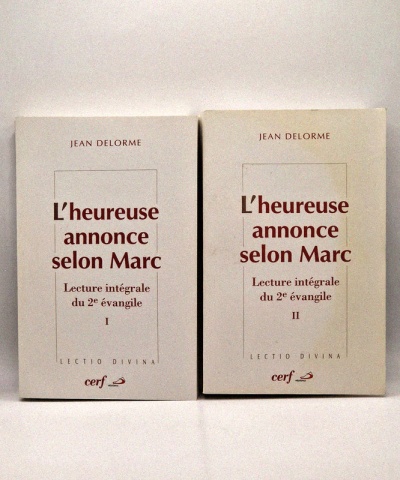 JEAN DELORME
L'heureuse
annonce
selon Marc
Lecture intégrale
du 2e évangile
I
LECTIO DIVINA
cerf
JEAN DELORME
L'heureuse
annonce
selon Marc
Lecture intégrale
du 2e évangile
II
LECTIO DIVINA
cerf